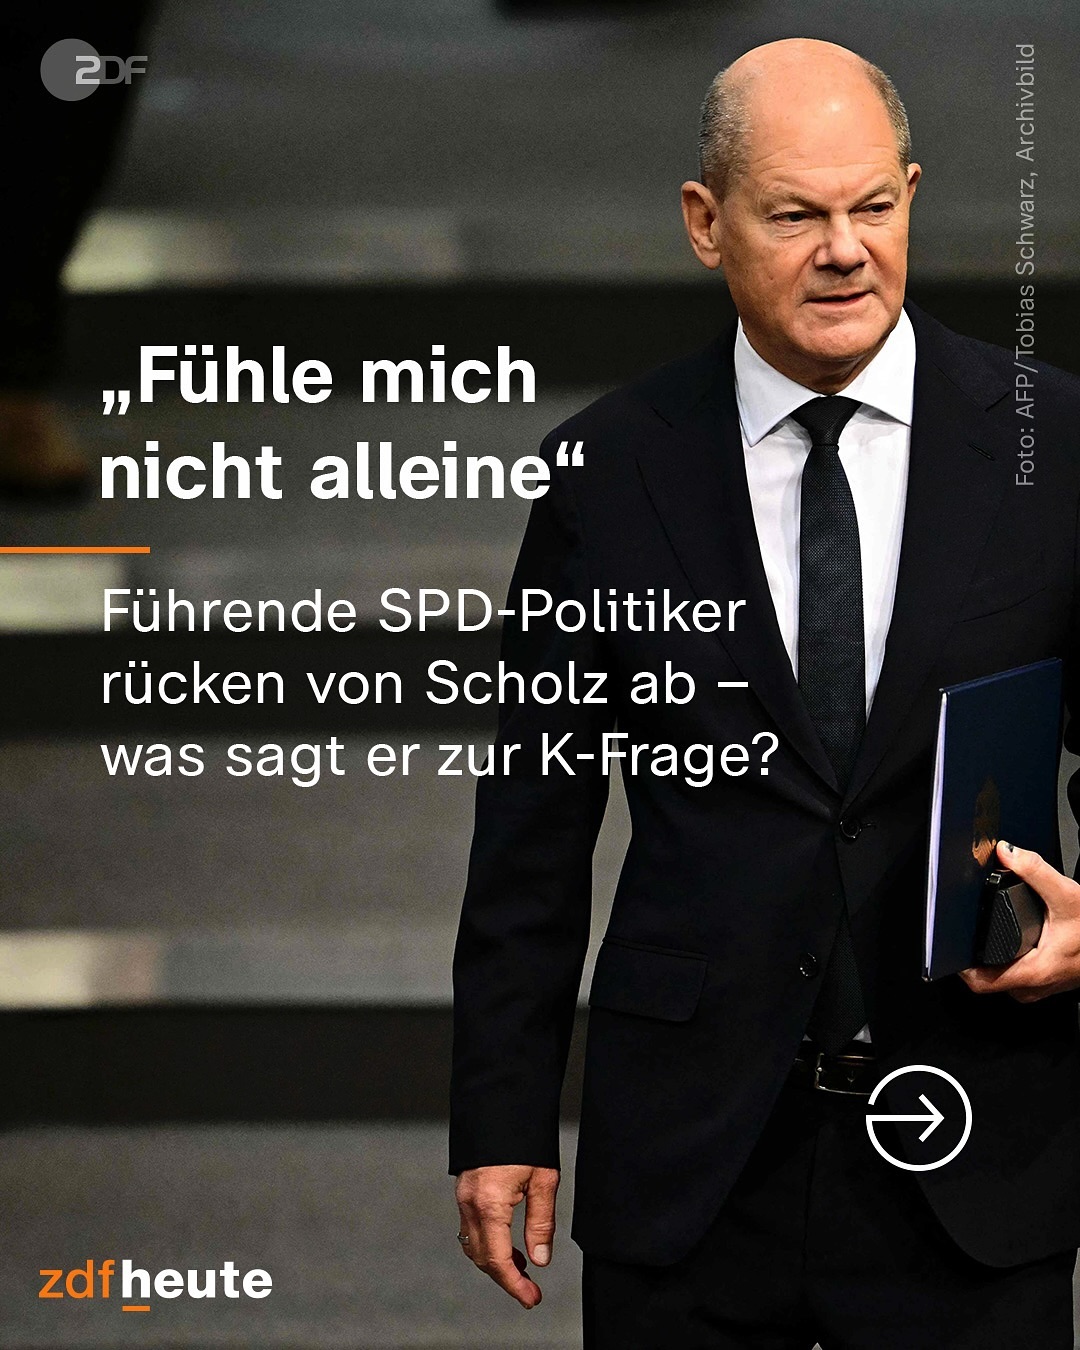 ZDF
Foto: AFP/Tobias Schwarz, Archivbild
„Fühle mich
nicht alleine“
Führende SPD-Politiker
rücken von Scholz ab –
was sagt er zur K-Frage?
zdfheute